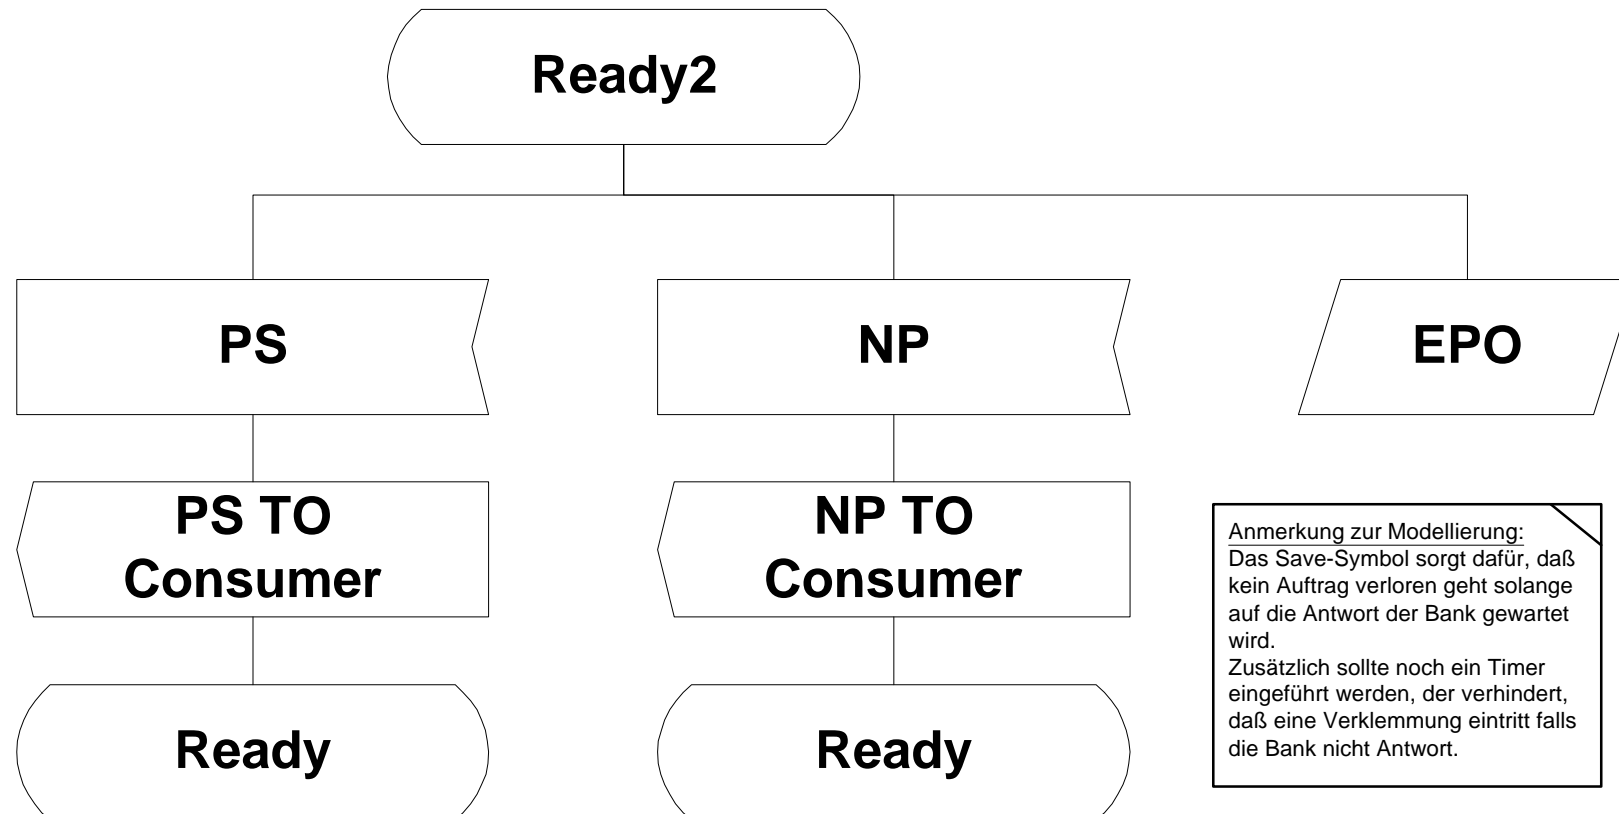 Ready2
PS
NP
EPO
PS TO
Consumer
NP TO
Consumer
Ready
Ready
Anmerkung zur Modellierung:
Das Save-Symbol sorgt dafür, daß
kein Auftrag verloren geht solange
auf die Antwort der Bank gewartet
wird.
Zusätzlich sollte noch ein Timer
eingeführt werden, der verhindert,
daß eine Verklemmung eintritt falls
die Bank nicht Antwort.